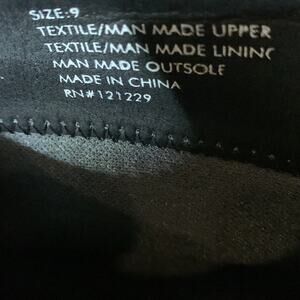 SIZE:9
TEXTILE/MAN MADE UPPER
TEXTILE/MAN MADE LINING
MAN MADE OUTSOLE
MADE IN CHINA
RN#121229